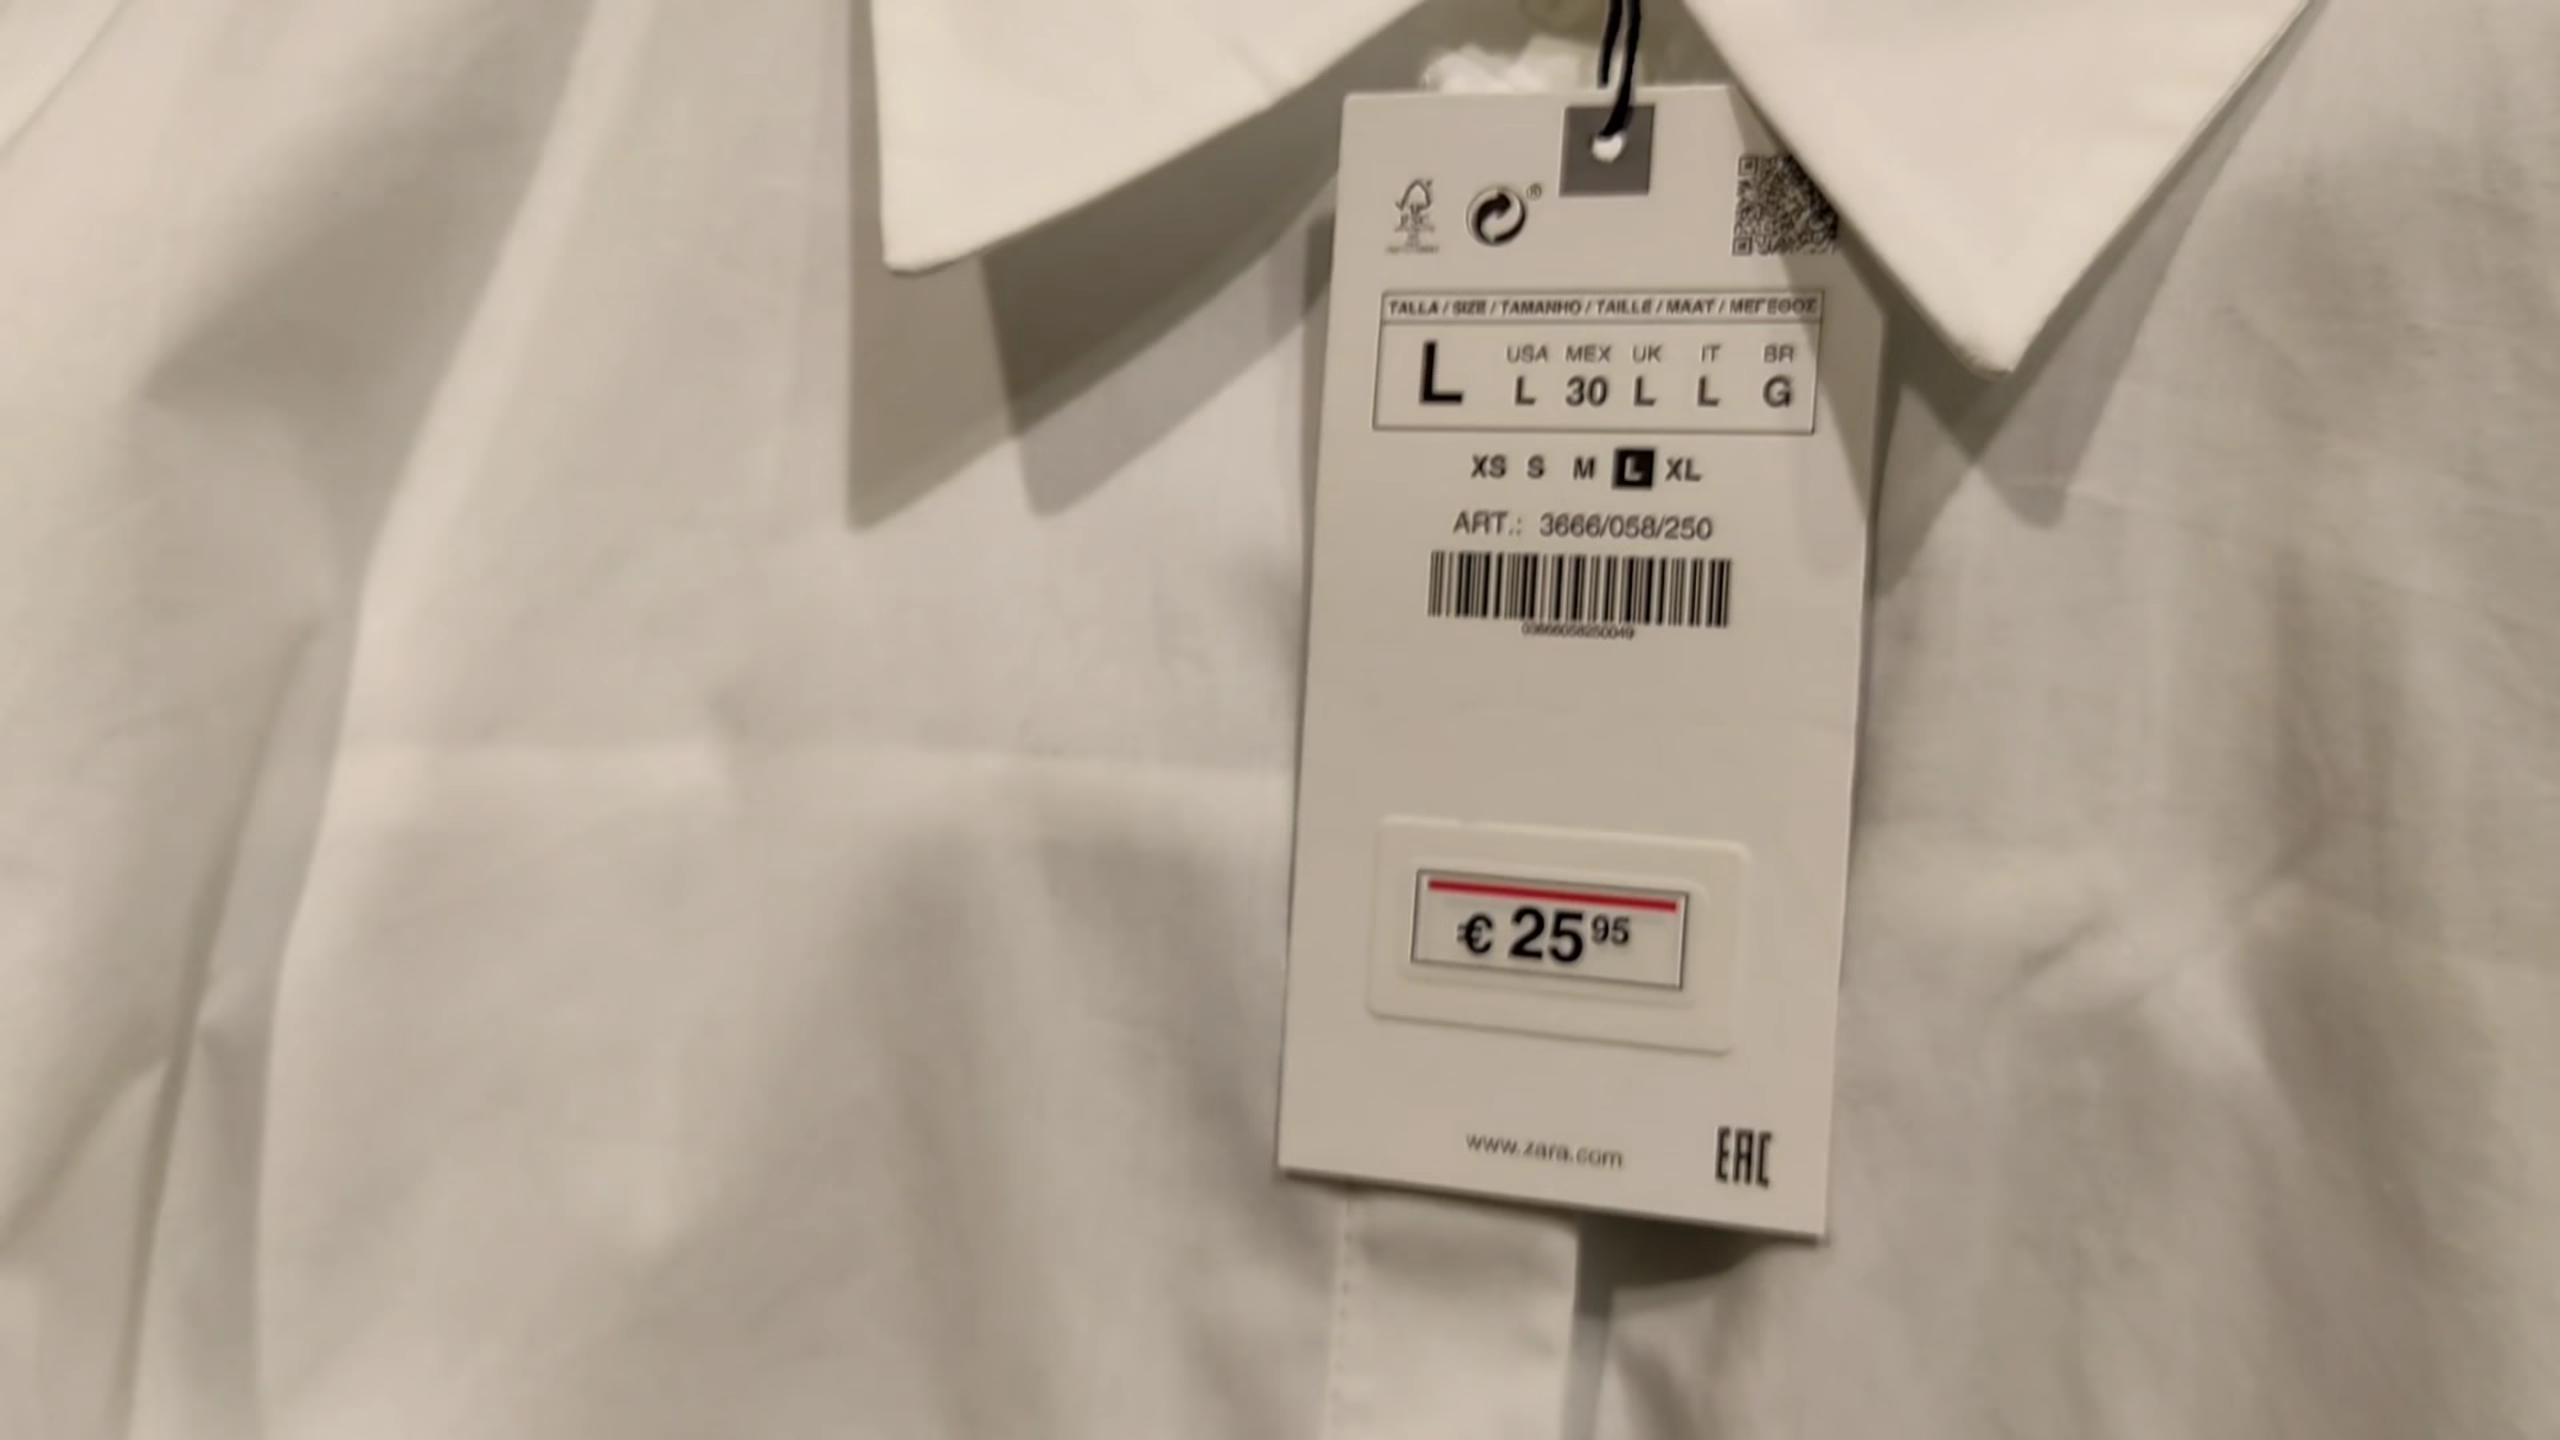 ®
TALLA / SIZE / TAMANHO / TAILLE / MAAT / ΜΕΓΕΘΟΣ
USA MEX UK IT BR
L L 30 L L G
XS S M L XL
ART.: 3666/058/250
03666058250049
€ 25 95
www.zara.com
EAC